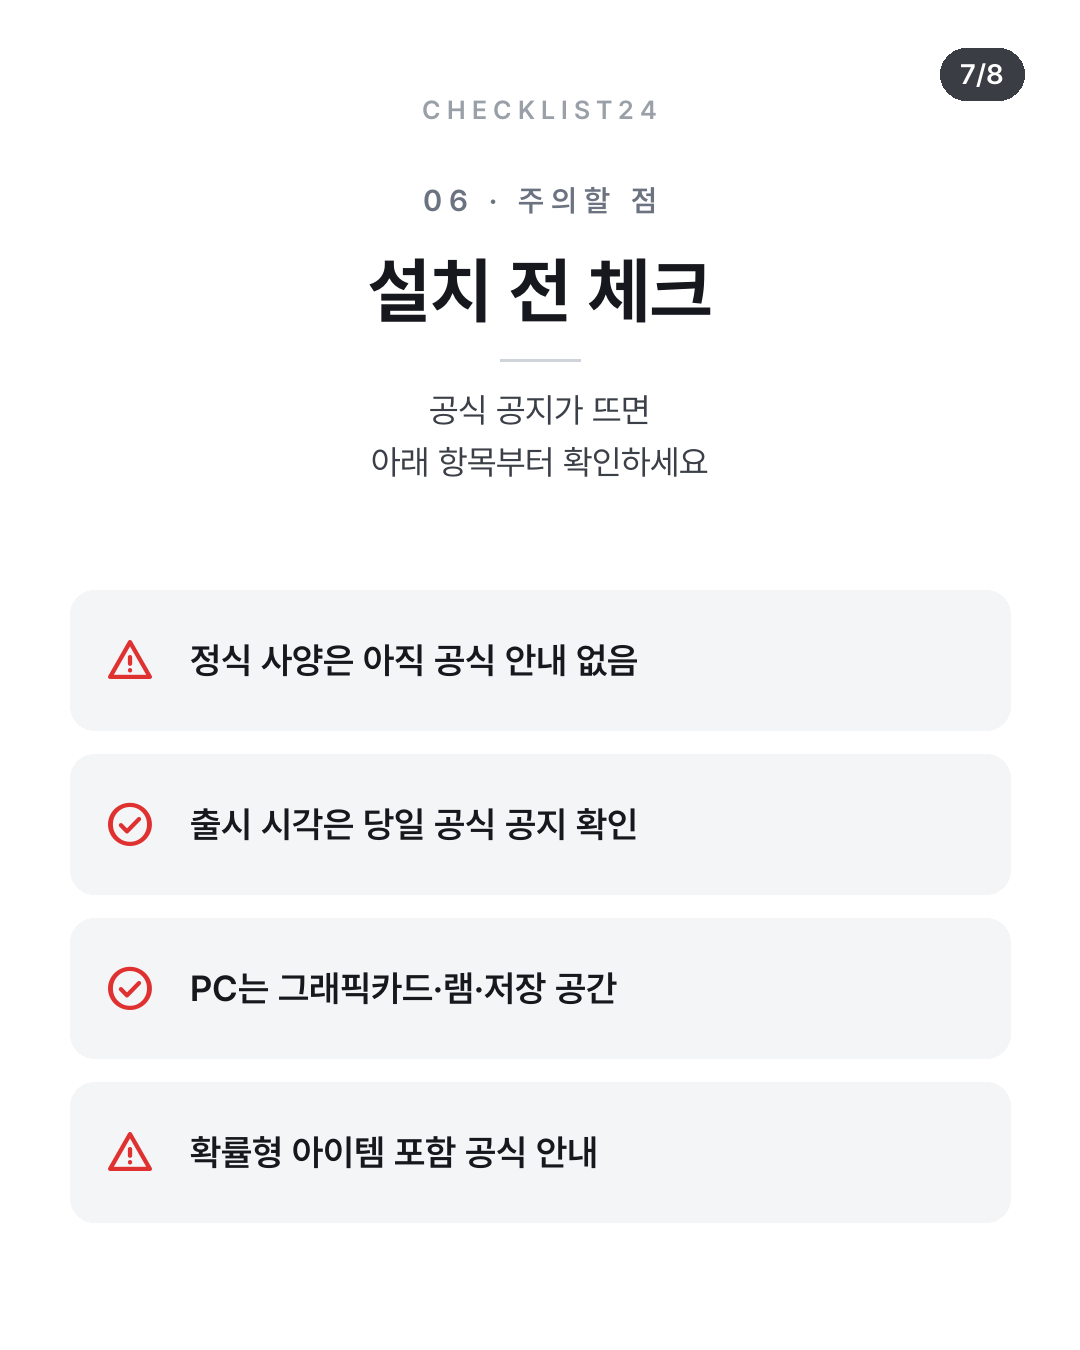 7/8
CHECKLIST24
06 · 주의할 점
설치 전 체크
공식 공지가 뜨면
아래 항목부터 확인하세요
정식 사양은 아직 공식 안내 없음
출시 시각은 당일 공식 공지 확인
PC는 그래픽카드·램·저장 공간
확률형 아이템 포함 공식 안내